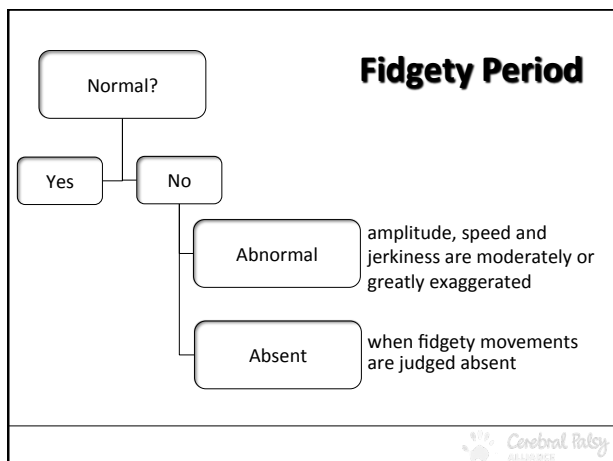 Fidgety Period
Normal?
Yes
No
Abnormal
amplitude, speed and
jerkiness are moderately or
greatly exaggerated
Absent
when fidgety movements
are judged absent
Cerebral Palsy
ALLIANCE